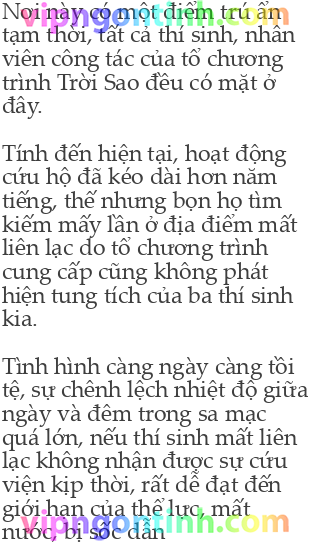 Nơi này có một điểm trú ẩn
vipngontinh.com
tạm thời, tất cả thí sinh, nhân
viên công tác của tổ chương
trình Trời Sao đều có mặt ở
đây.
Tính đến hiện tại, hoạt động
cứu hộ đã kéo dài hơn năm
tiếng, thế nhưng bọn họ tìm
kiếm mấy lần ở địa điểm mất
liên lạc do tổ chương trình
cung cấp cũng không phát
hiện tung tích của ba thí sinh
kia.
Tình hình càng ngày càng tồi
tệ, sự chênh lệch nhiệt độ giữa
ngày và đêm trong sa mạc
quá lớn, nếu thí sinh mất liên
lạc không nhận được sự cứu
viện kịp thời, rất dễ đạt đến
giới hạn của thể lực, mất
vipngontinh.com
nước, bị sốc dẫn